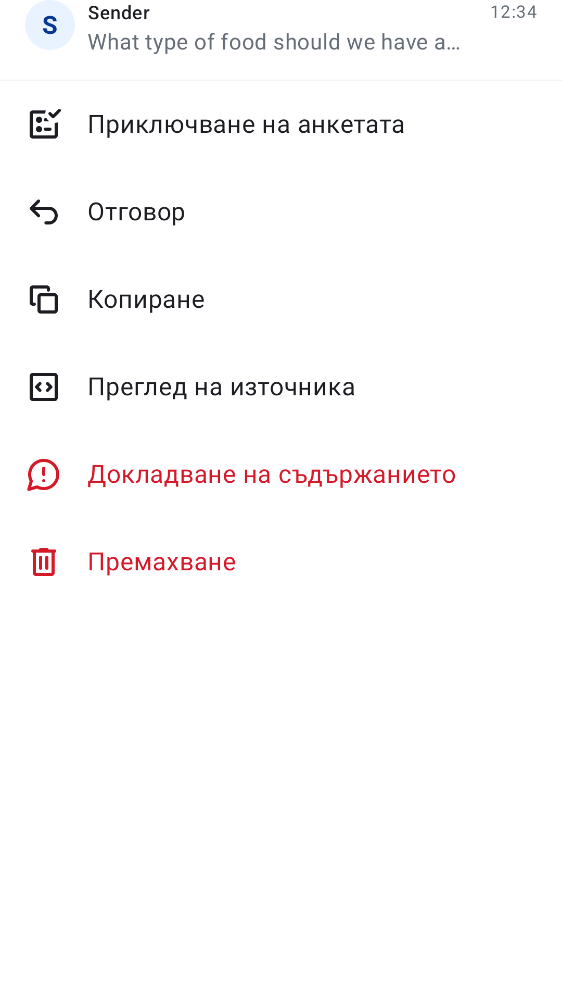 S
Sender
12:34
What type of food should we have a…
Приключване на анкетата
Отговор
Копиране
Преглед на източника
Докладване на съдържанието
Премахване